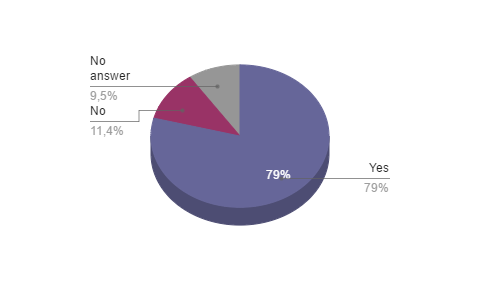 No
answer
9,5%
No
11,4%
79%
Yes
79%